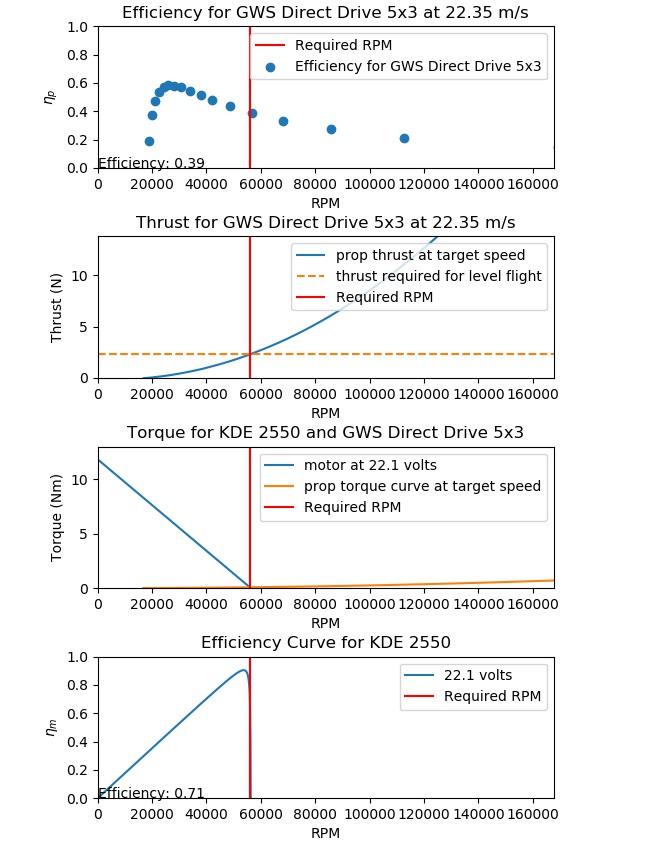 Efficiency for GWS Direct Drive 5x3 at 22.35 m/s
1.0
0.8
0.6
0.4
0.2
0.0
ηp
Required RPM
Efficiency for GWS Direct Drive 5x3
Efficiency: 0.39
0 20000 40000 60000 80000 100000 120000 140000 160000
RPM
Thrust for GWS Direct Drive 5x3 at 22.35 m/s
10
5
0
Thrust (N)
prop thrust at target speed
thrust required for level flight
Required RPM
0 20000 40000 60000 80000 100000 120000 140000 160000
RPM
Torque for KDE 2550 and GWS Direct Drive 5x3
10
5
0
Torque (Nm)
motor at 22.1 volts
prop torque curve at target speed
Required RPM
0 20000 40000 60000 80000 100000 120000 140000 160000
RPM
Efficiency Curve for KDE 2550
1.0
0.8
0.6
0.4
0.2
0.0
ηm
22.1 volts
Required RPM
Efficiency: 0.71
0 20000 40000 60000 80000 100000 120000 140000 160000
RPM